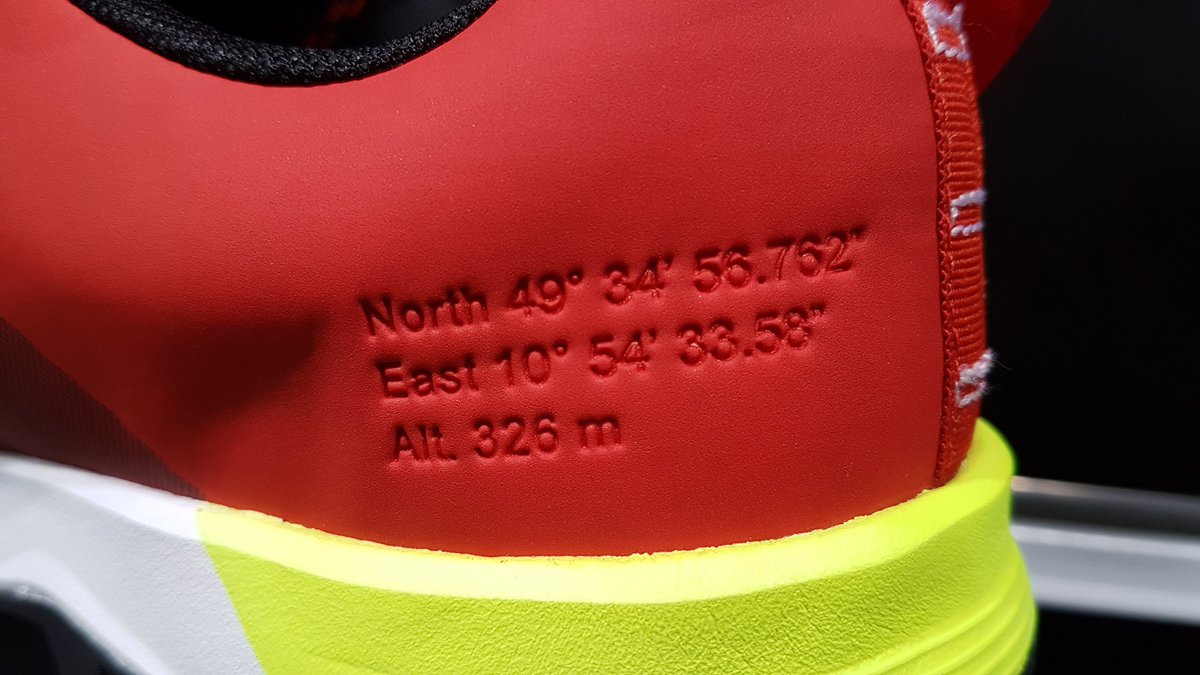 North 49° 34' 56.762"
East 10° 54' 33.58"
Alt. 326 m